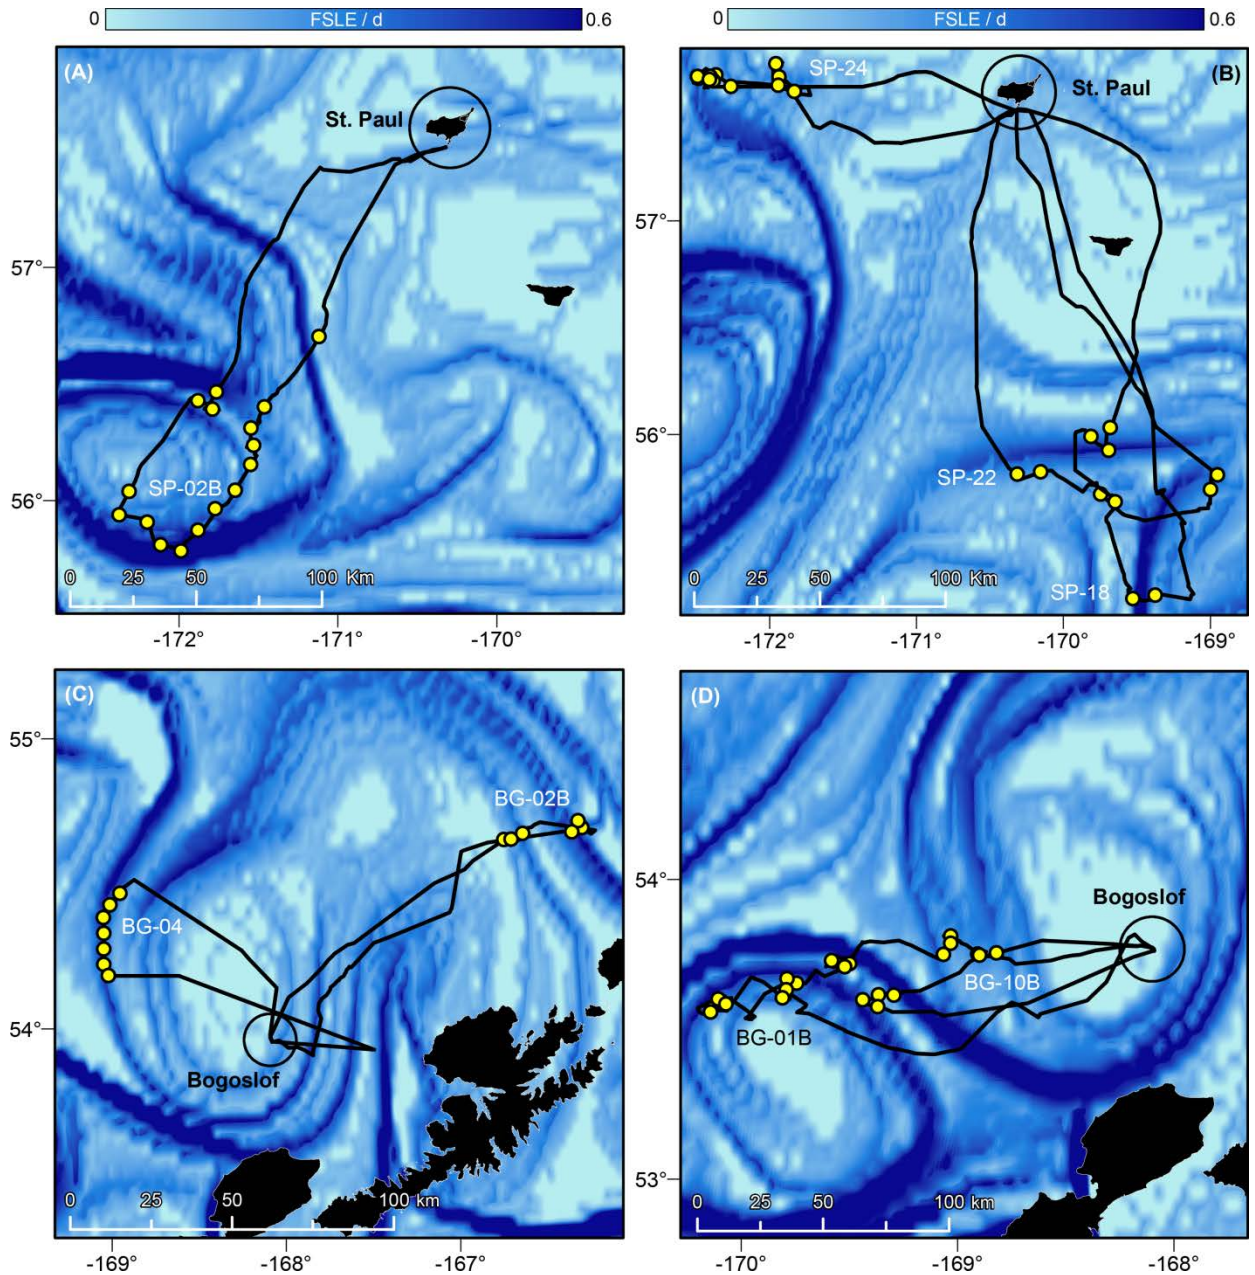 0 FSLE / d 0.6
0 FSLE / d 0.6
(A)
St. Paul
57°
56°
SP-02B
0 25 50 100 Km
-172° -171° -170°
(B)
SP-24
St. Paul
57°
56°
SP-22
SP-18
0 25 50 100 Km
-172° -171° -170° -169°
(C)
55°
BG-02B
BG-04
54°
Bogoslof
0 25 50 100 km
-169° -168° -167°
(D)
54°
Bogoslof
BG-10B
BG-01B
53°
0 25 50 100 km
-170° -169° -168°